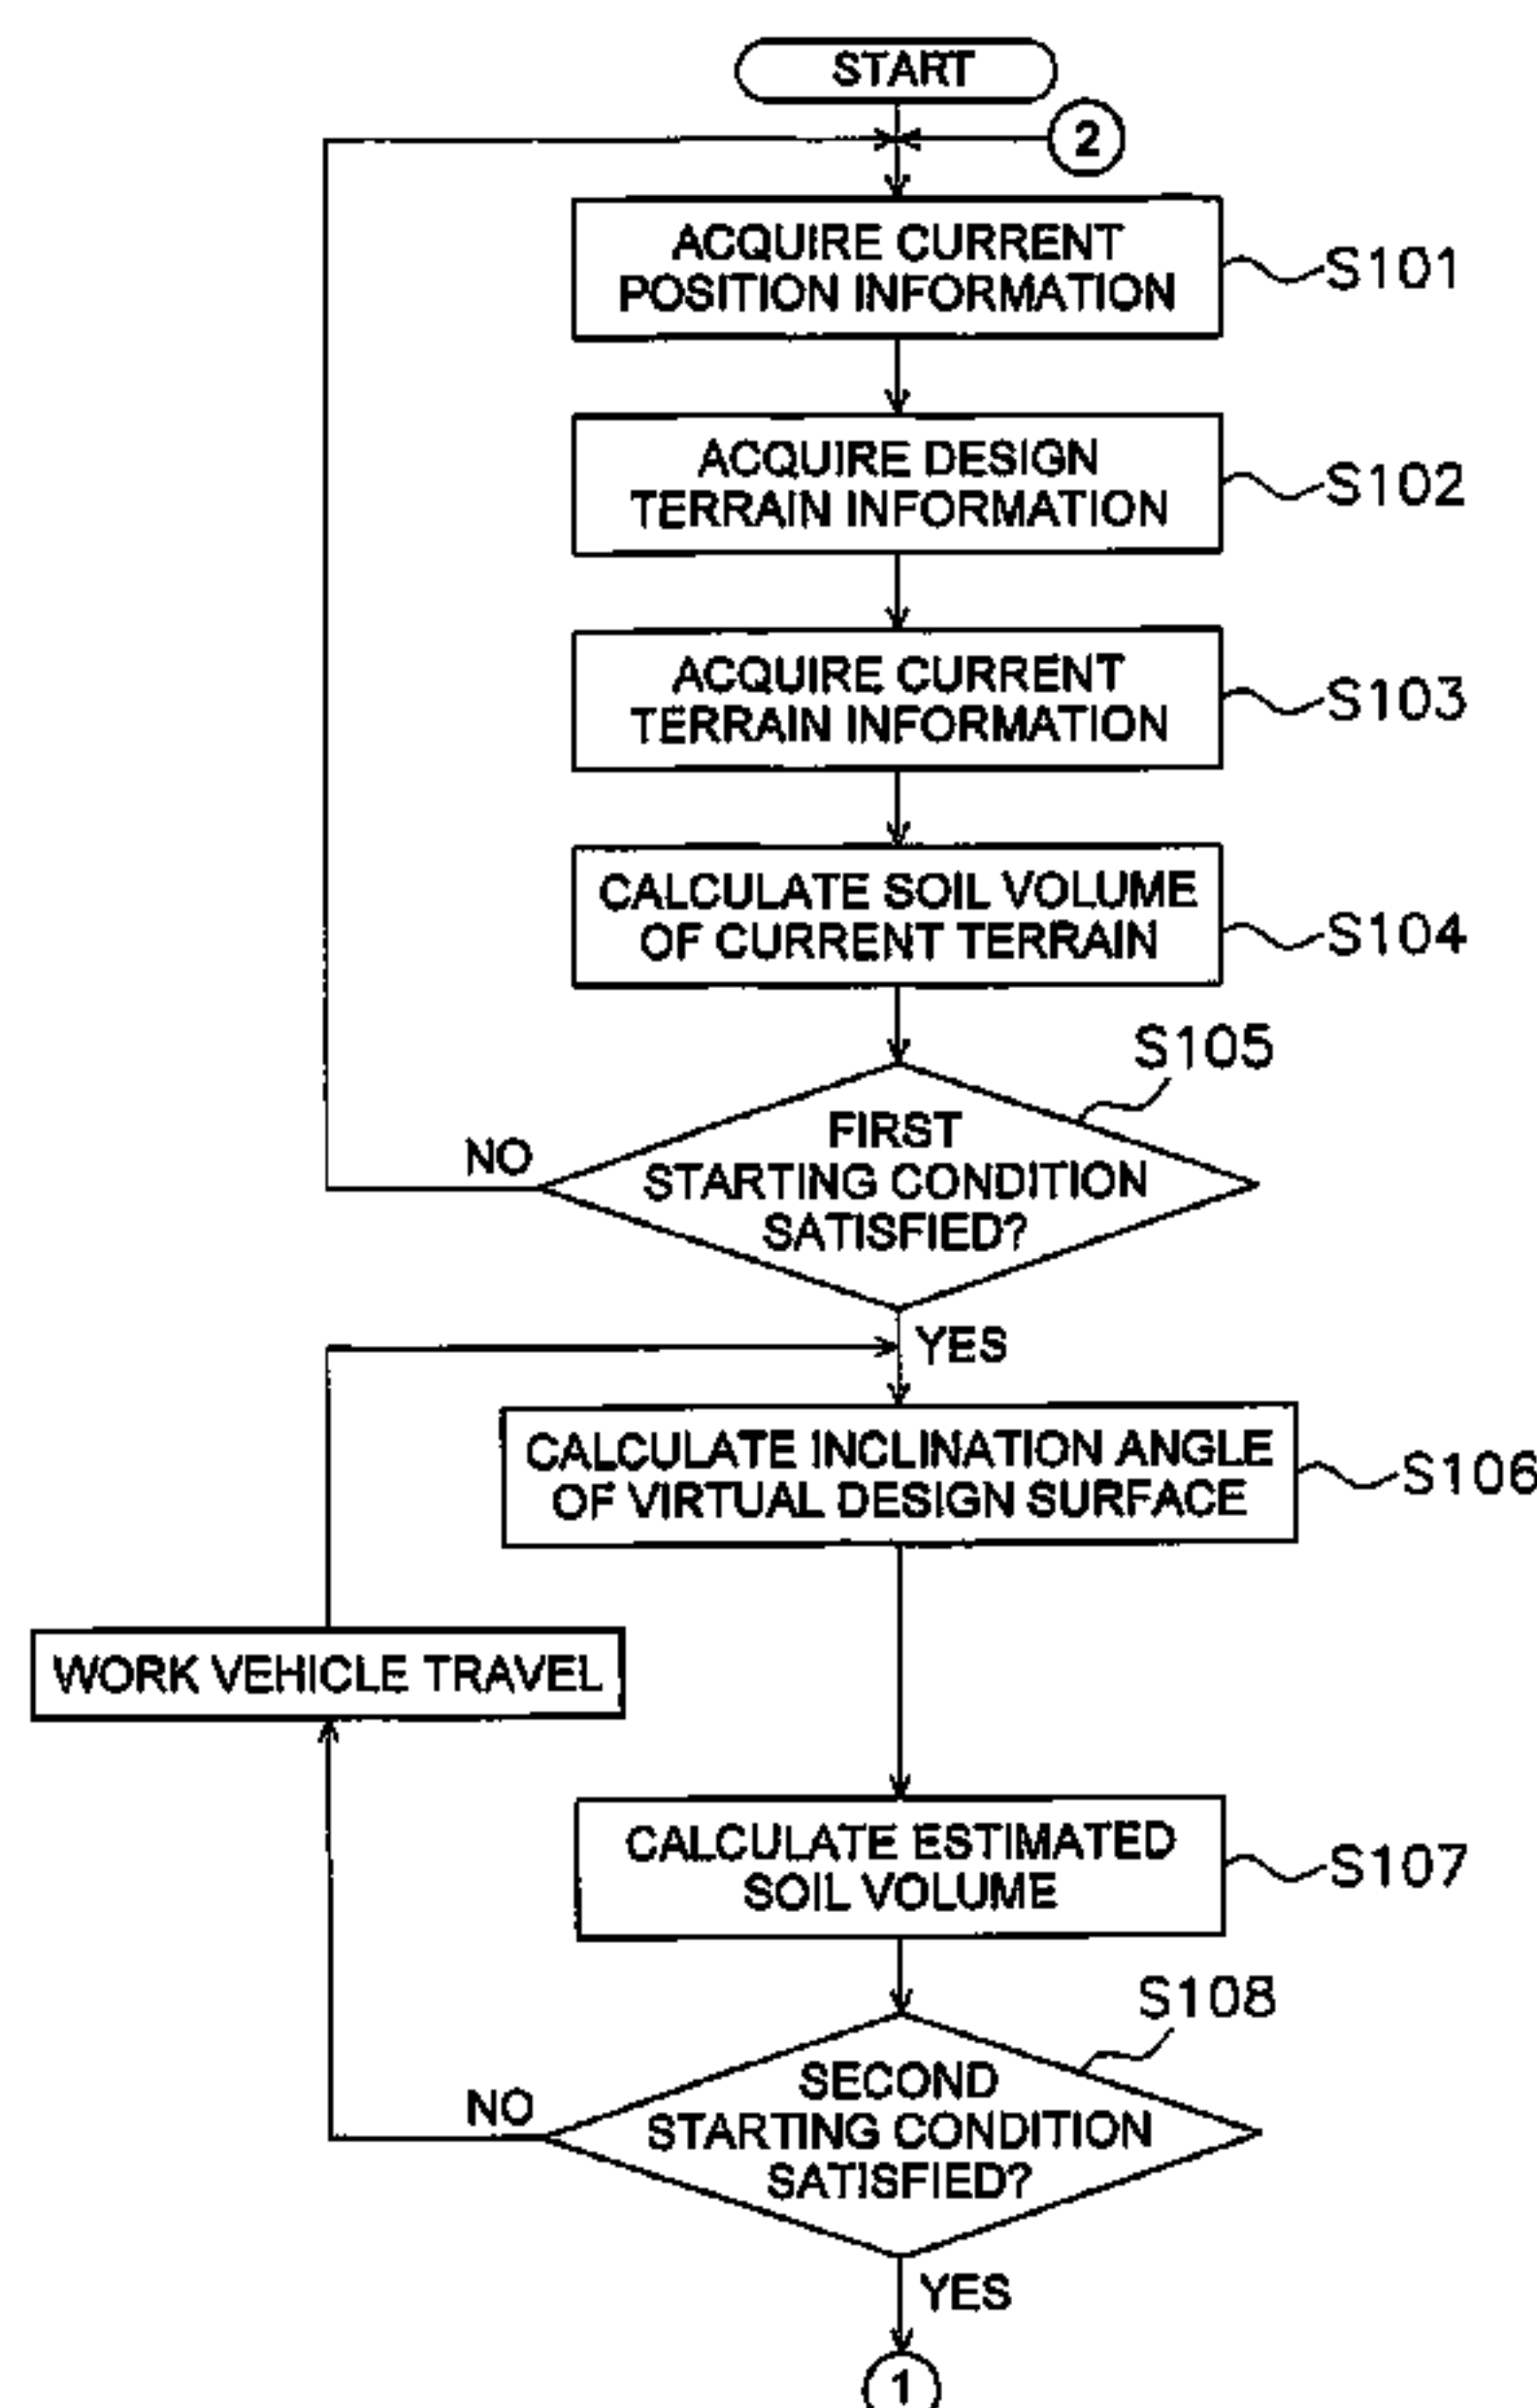 START
2
ACQUIRE CURRENT
POSITION INFORMATION
S101
ACQUIRE DESIGN
TERRAIN INFORMATION
S102
ACQUIRE CURRENT
TERRAIN INFORMATION
S103
CALCULATE SOIL VOLUME
OF CURRENT TERRAIN
S104
S105
FIRST
STARTING CONDITION
SATISFIED?
NO
YES
CALCULATE INCLINATION ANGLE
OF VIRTUAL DESIGN SURFACE
S106
WORK VEHICLE TRAVEL
CALCULATE ESTIMATED
SOIL VOLUME
S107
S108
SECOND
STARTING CONDITION
SATISFIED?
NO
YES
1